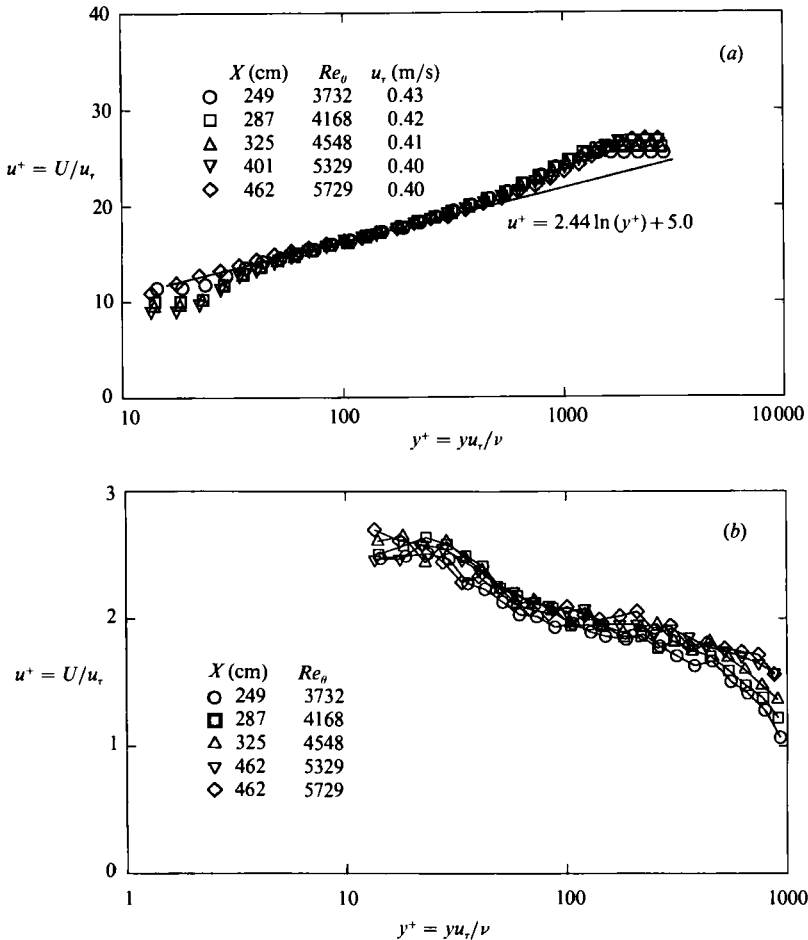 40
(a)
X (cm) Re_θ u_τ (m/s)
249 3732 0.43
287 4168 0.42
30
325 4548 0.41
401 5329 0.40
u⁺ = U/u_τ
462 5729 0.40
20
u⁺ = 2.44 ln (y⁺) + 5.0
10
0
10 100 1000 10 000
y⁺ = yu_τ/ν
3
(b)
2
u⁺ = U/u_τ
X (cm) Re_θ
249 3732
287 4168
1
325 4548
462 5329
462 5729
0
1 10 100 1000
y⁺ = yu_τ/ν